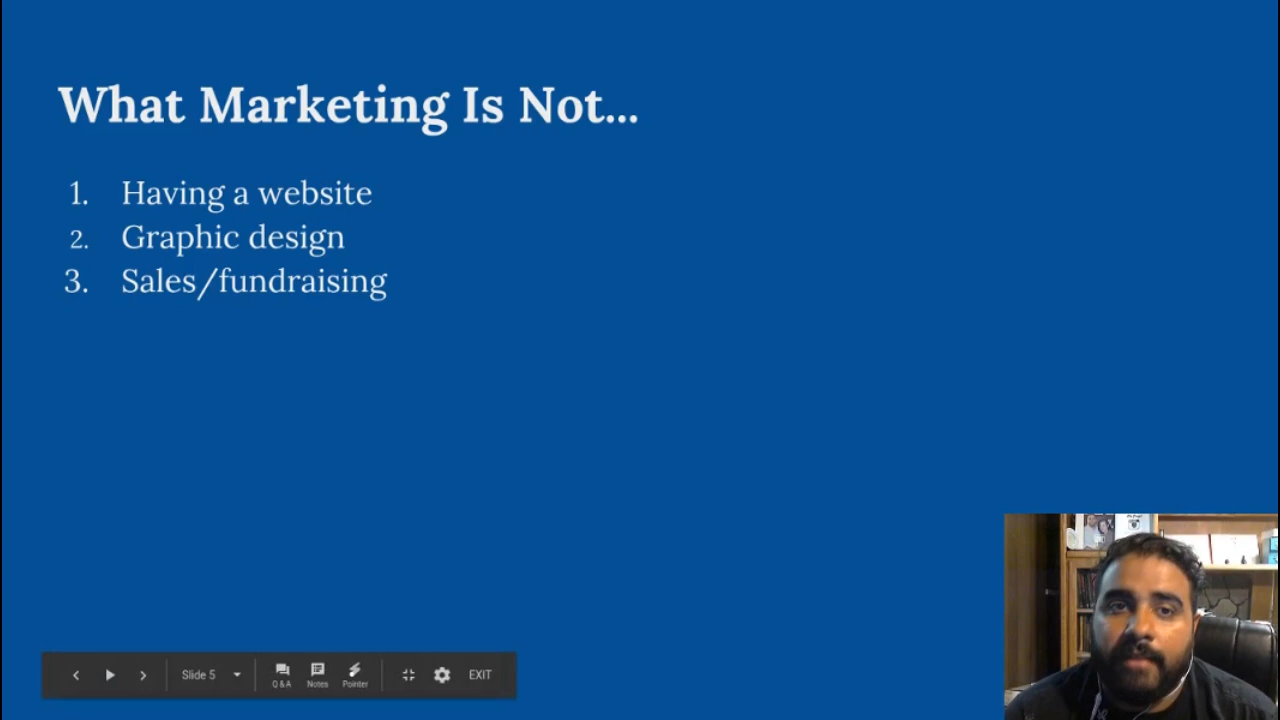 What Marketing Is Not...
1. Having a website
2. Graphic design
3. Sales/fundraising
Slide 5
Q & A
Notes
Pointer
EXIT